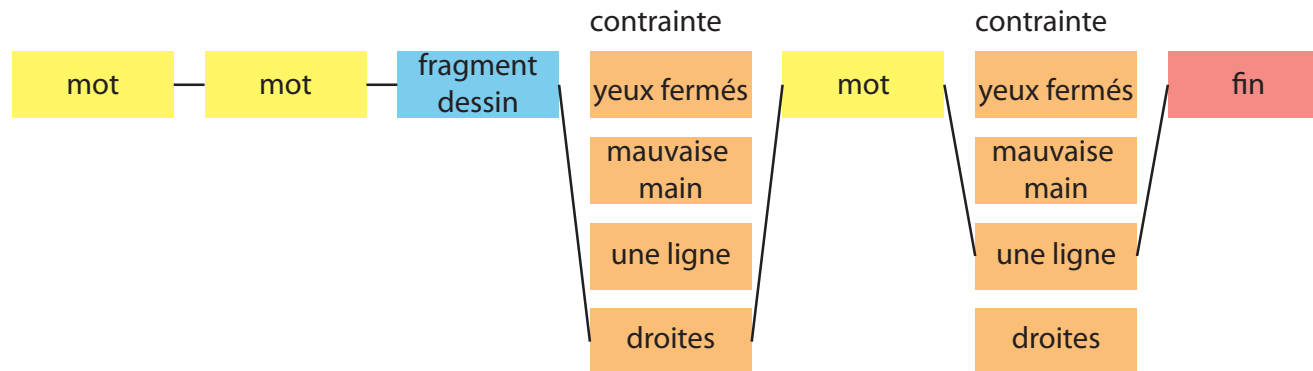 contrainte
contrainte
mot
mot
fragment
dessin
yeux fermés
mot
yeux fermés
fin
mauvaise
main
mauvaise
main
une ligne
une ligne
droites
droites